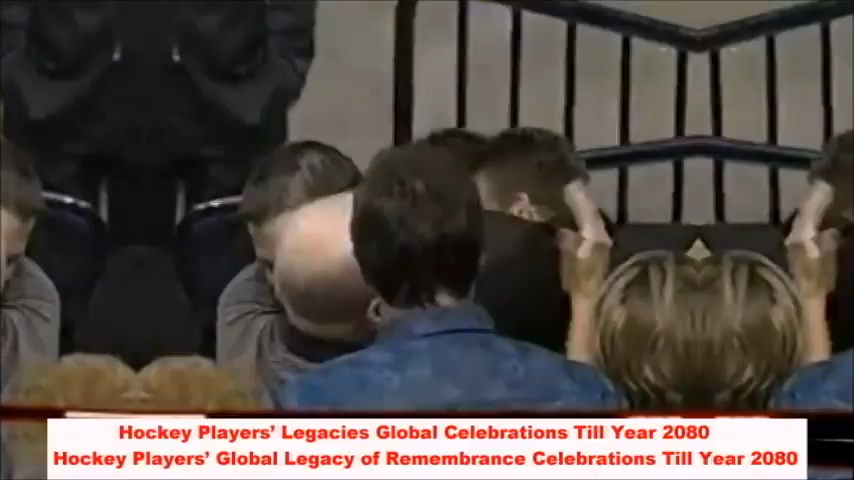 Hockey Players’ Legacies Global Celebrations Till Year 2080
Hockey Players’ Global Legacy of Remembrance Celebrations Till Year 2080